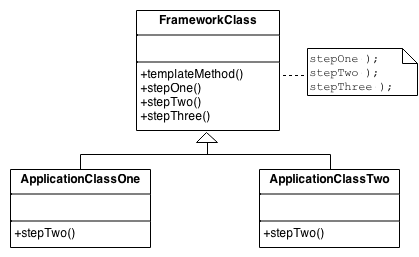 FrameworkClass
+templateMethod()
+stepOne()
+stepTwo()
+stepThree()
stepOne );
stepTwo );
stepThree );
ApplicationClassOne
+stepTwo()
ApplicationClassTwo
+stepTwo()